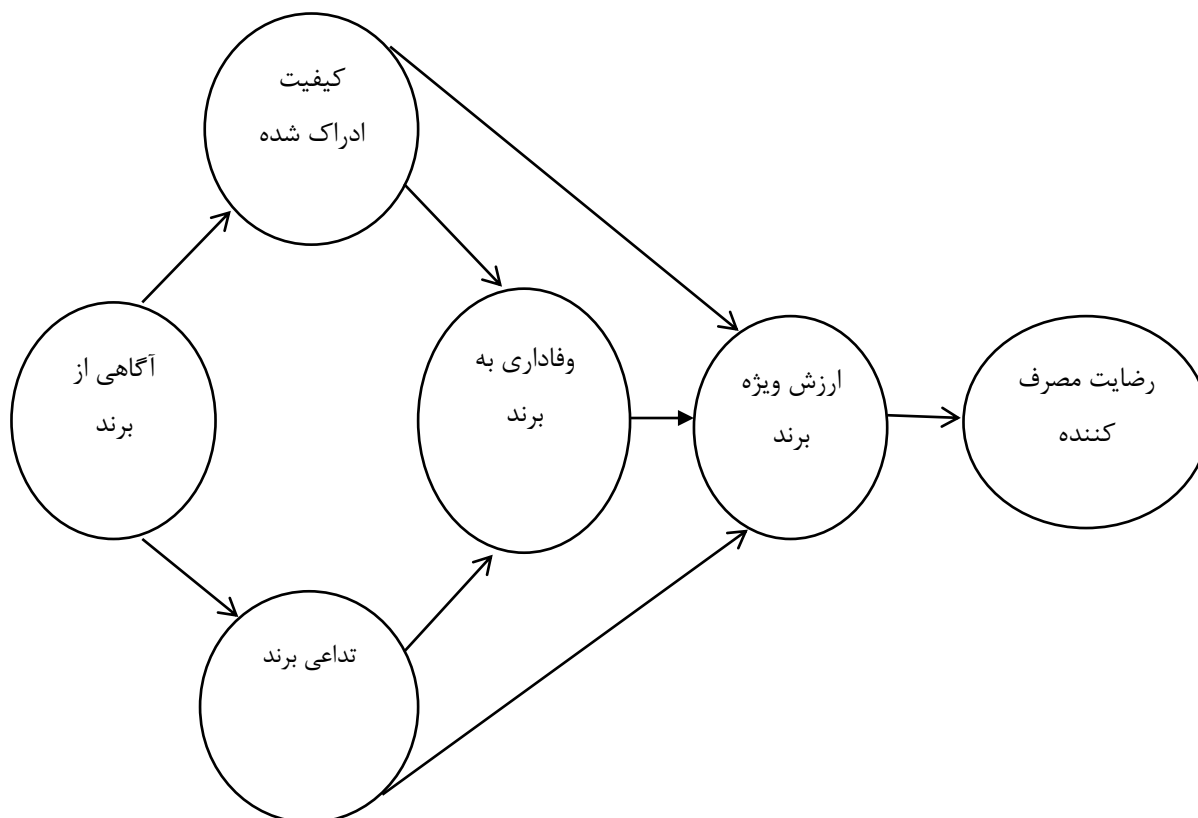 کیفیت
ادراک شده
آگاهی از
برند
وفاداری به
برند
ارزش ویژه
برند
رضایت مصرف
کننده
تداعی برند